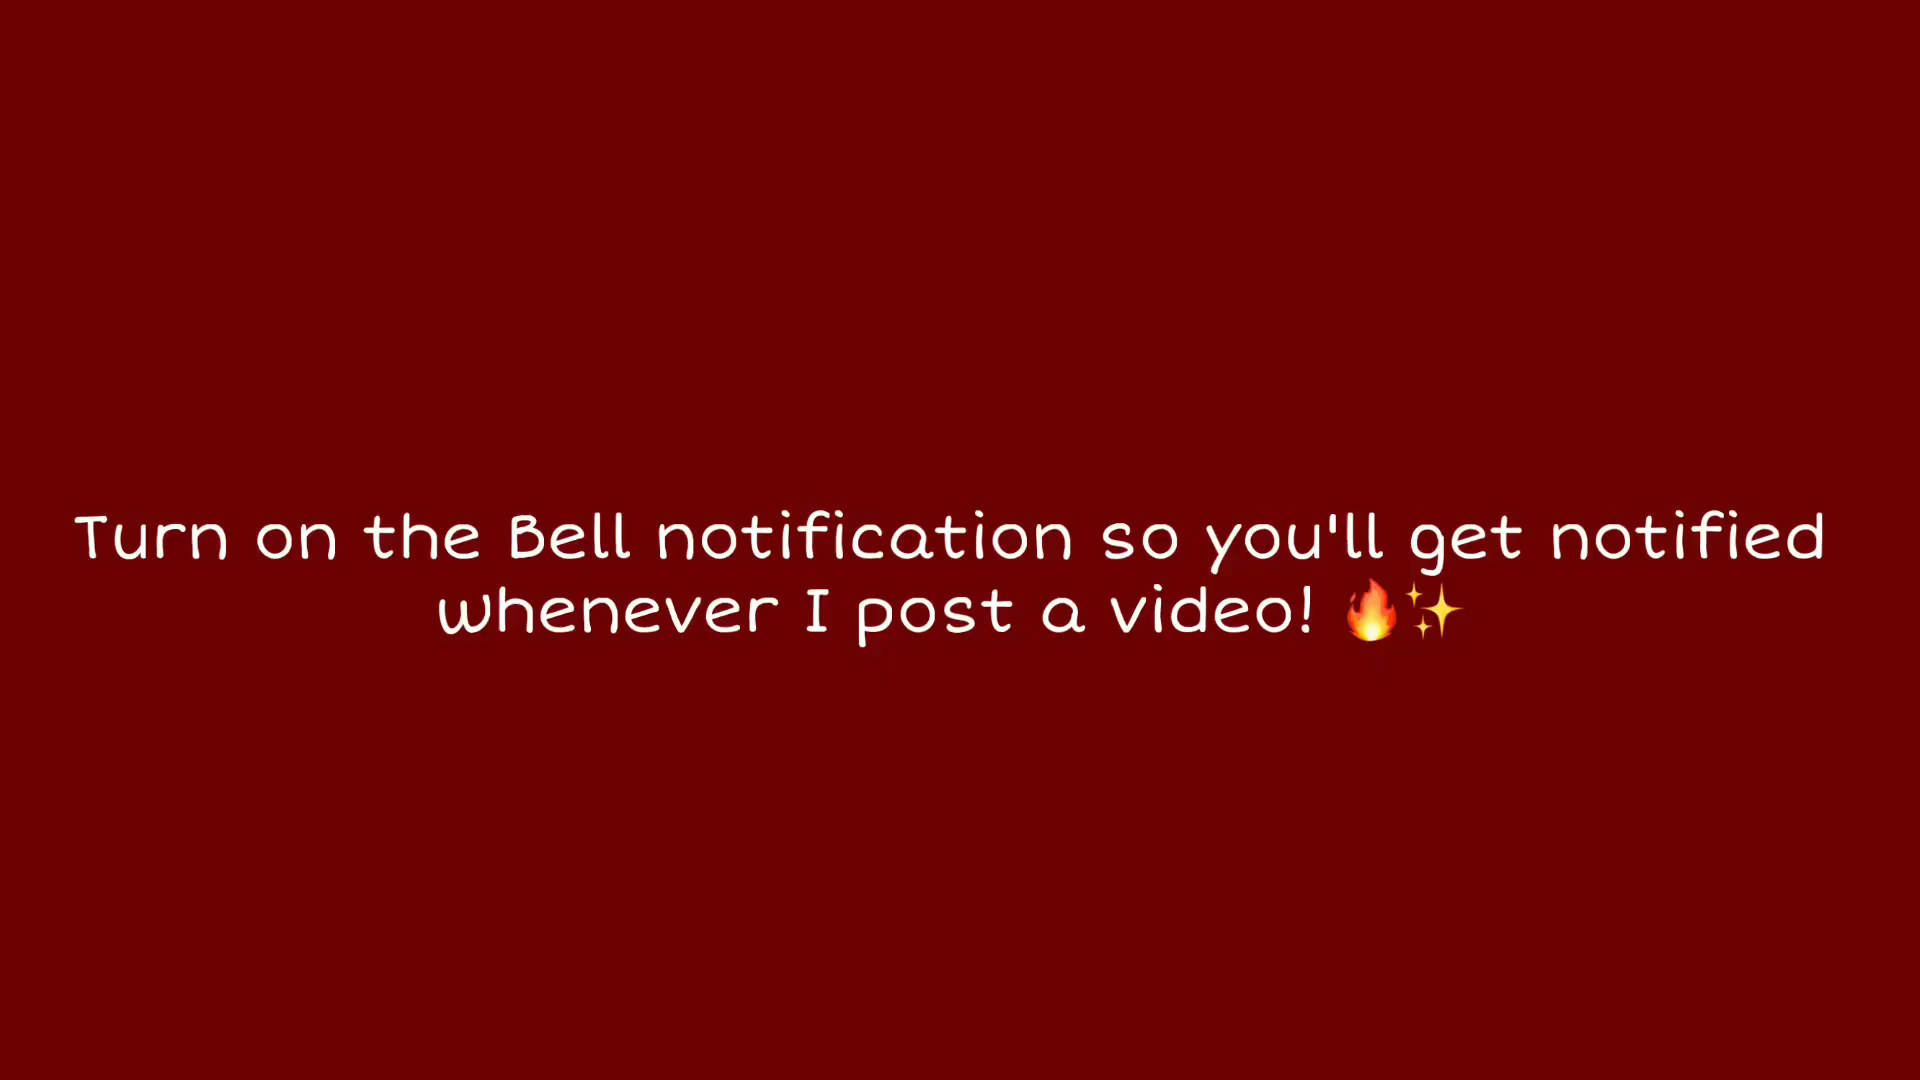 Turn on the Bell notification so you'll get notified
whenever I post a video! 🔥✨